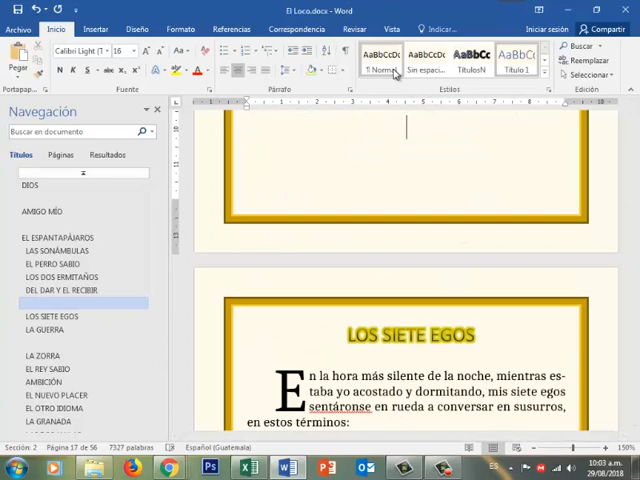 El Loco.docx - Word
Archivo Inicio Insertar Diseño Formato Referencias Correspondencia Revisar Vista Indicar... Iniciar sesión Compartir
Pegar
Calibri Light (T 16
N K S
AaBbCcDc AaBbCcDc AaBbCc AaBbCc
¶ Normal Sin espaci... TítulosN Título 1
Buscar
Reemplazar
Seleccionar
Portapap... Fuente Párrafo Estilos Edición
Navegación
Buscar en documento
Títulos Páginas Resultados
DIOS
AMIGO MÍO
EL ESPANTAPÁJAROS
LAS SONÁMBULAS
EL PERRO SABIO
LOS DOS ERMITAÑOS
DEL DAR Y EL RECIBIR
LOS SIETE EGOS
LA GUERRA
LA ZORRA
EL REY SABIO
AMBICIÓN
EL NUEVO PLACER
EL OTRO IDIOMA
LA GRANADA
LOS SIETE EGOS
En la hora más silente de la noche, mientras es-
taba yo acostado y dormitando, mis siete egos
sentáronse en rueda a conversar en susurros,
en estos términos:
Sección: 2 Página 17 de 56 7327 palabras Español (Guatemala) 150%
ES 10:03 a.m.
29/08/2018